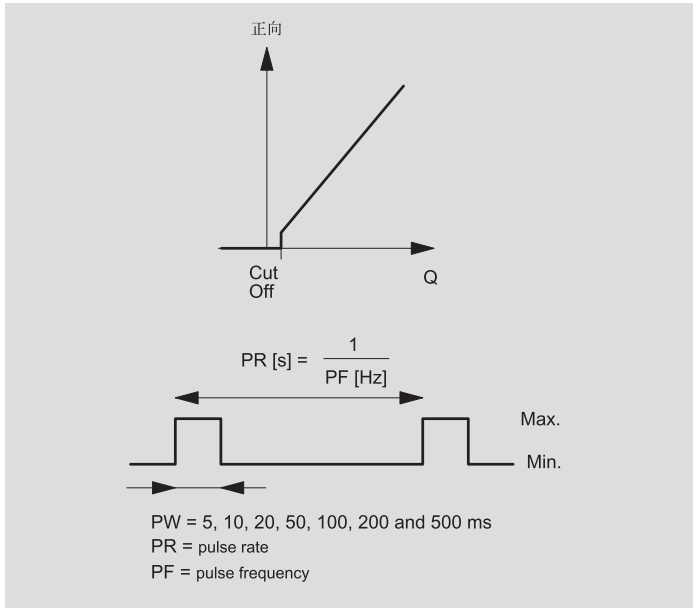 正向
Cut
Off
Q
PR [s] = 1
PF [Hz]
Max.
Min.
PW = 5, 10, 20, 50, 100, 200 and 500 ms
PR = pulse rate
PF = pulse frequency